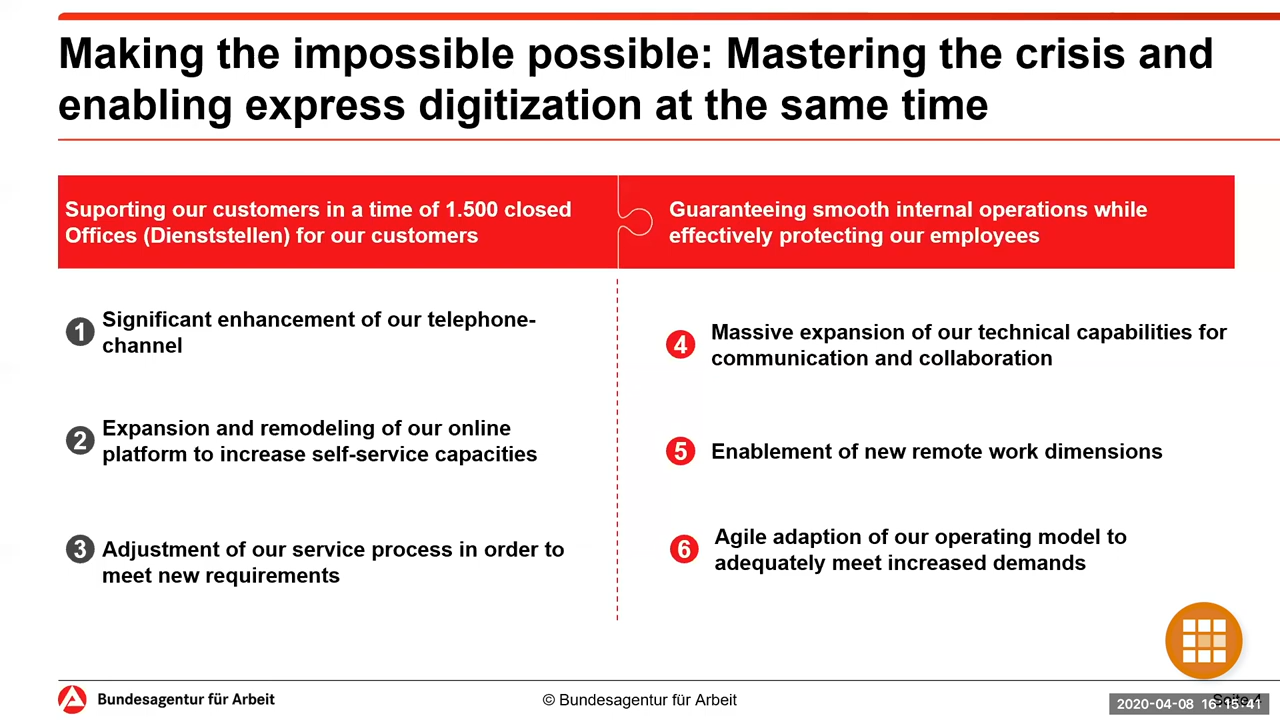 Making the impossible possible: Mastering the crisis and
enabling express digitization at the same time
Suporting our customers in a time of 1.500 closed
Offices (Dienststellen) for our customers
Guaranteeing smooth internal operations while
effectively protecting our employees
1 Significant enhancement of our telephone-
channel
2 Expansion and remodeling of our online
platform to increase self-service capacities
3 Adjustment of our service process in order to
meet new requirements
4 Massive expansion of our technical capabilities for
communication and collaboration
5 Enablement of new remote work dimensions
6 Agile adaption of our operating model to
adequately meet increased demands
Bundesagentur für Arbeit
© Bundesagentur für Arbeit
Seite 4
2020-04-08 16:15:41